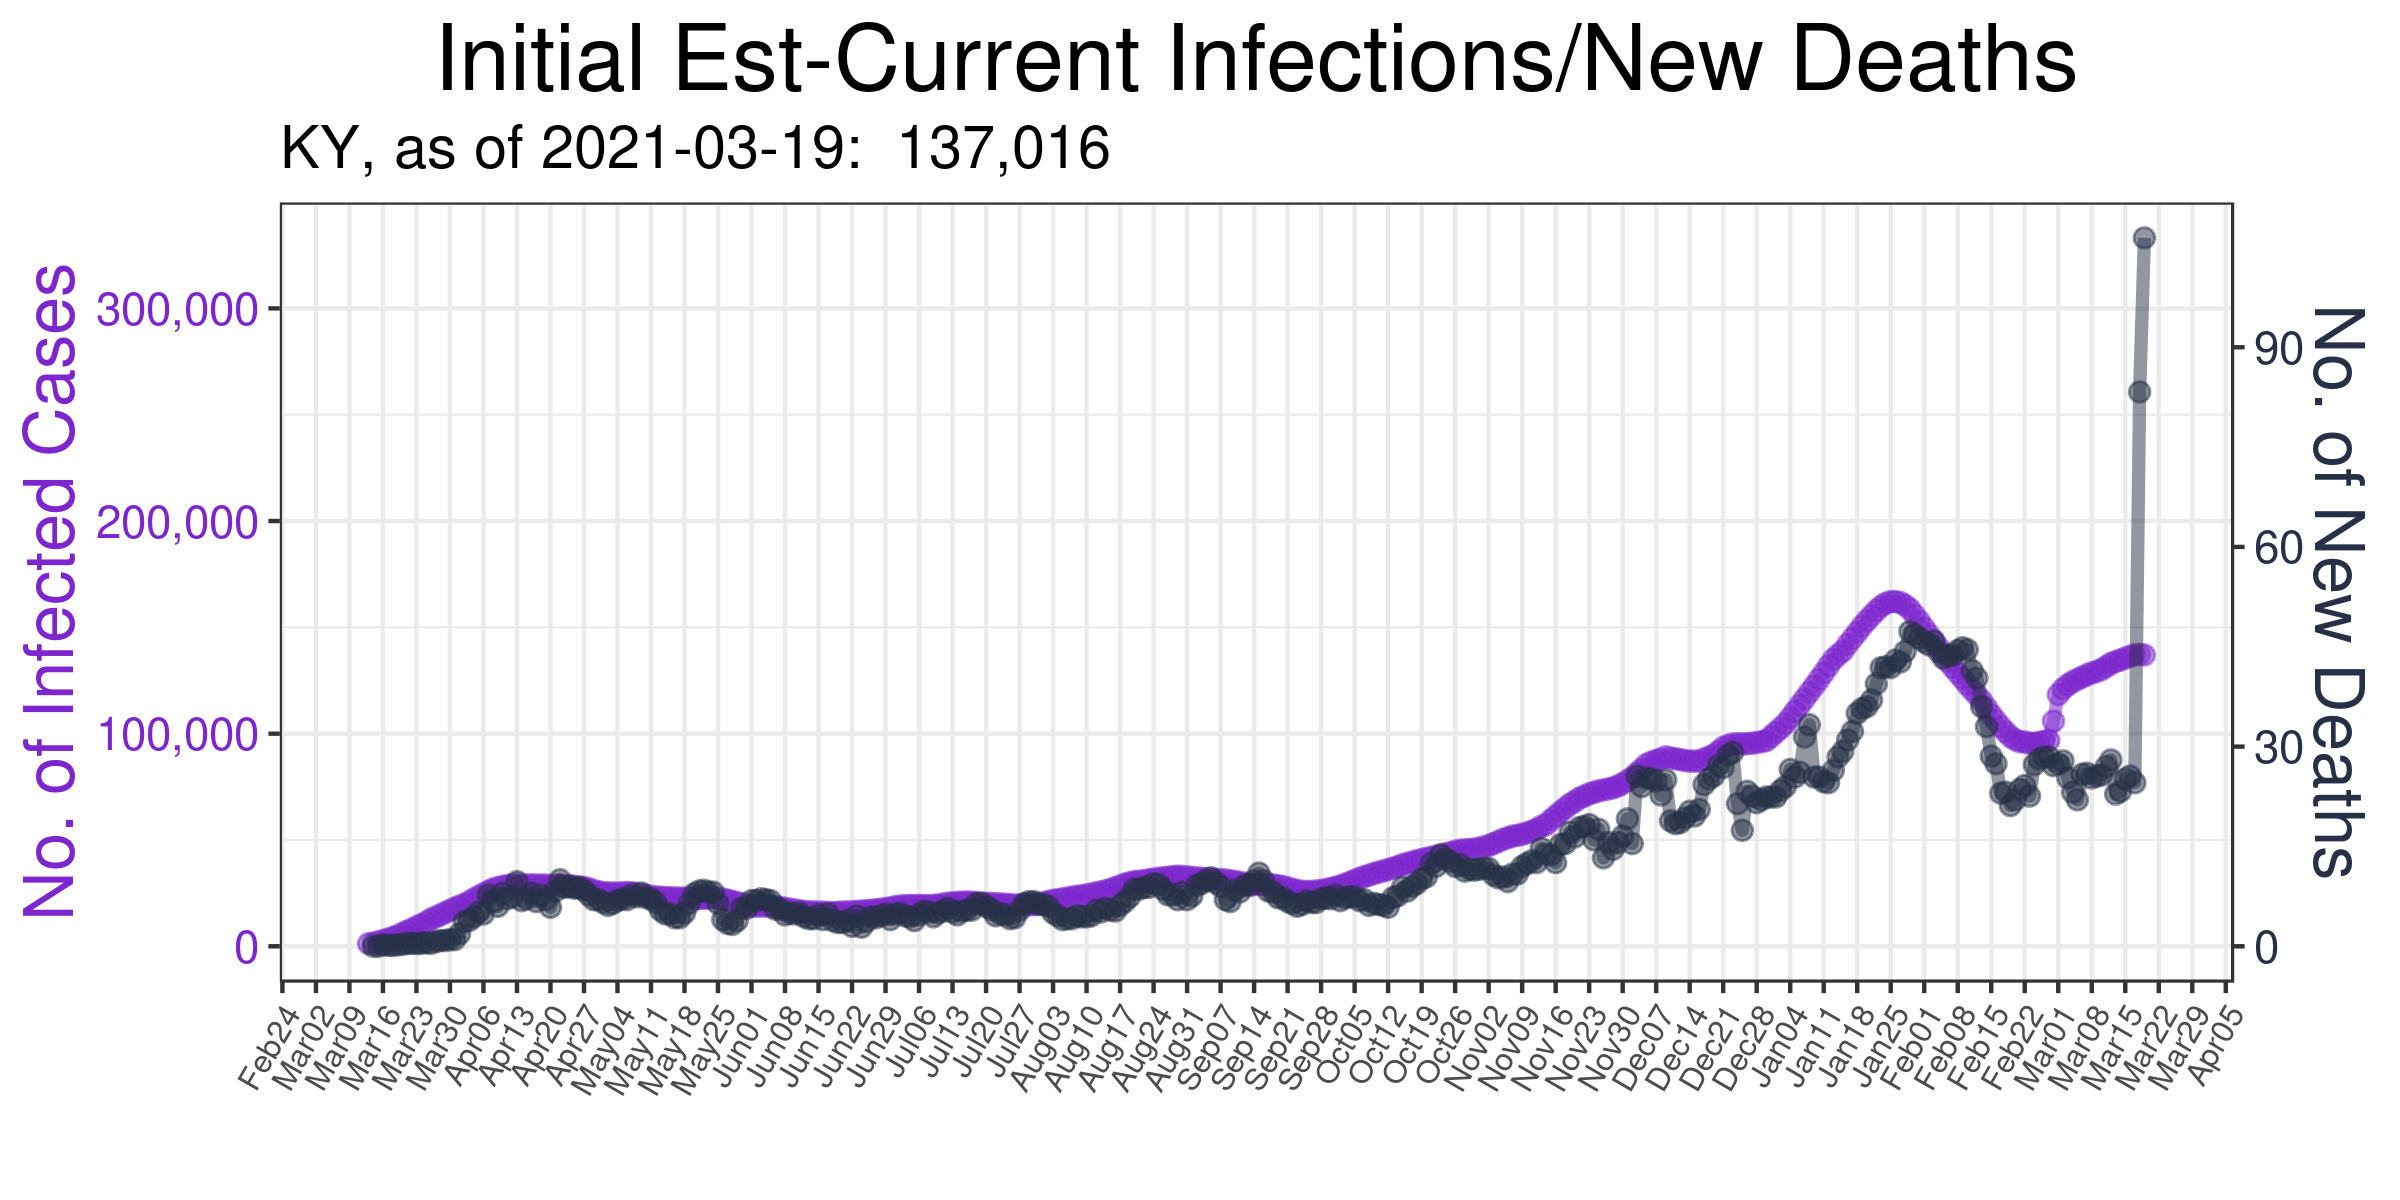 Initial Est-Current Infections/New Deaths
KY, as of 2021-03-19:  137,016
No. of Infected Cases
300,000
200,000
100,000
0
90
60
30
0
No. of New Deaths
Feb24
Mar02
Mar09
Mar16
Mar23
Mar30
Apr06
Apr13
Apr20
Apr27
May04
May11
May18
May25
Jun01
Jun08
Jun15
Jun22
Jun29
Jul06
Jul13
Jul20
Jul27
Aug03
Aug10
Aug17
Aug24
Aug31
Sep07
Sep14
Sep21
Sep28
Oct05
Oct12
Oct19
Oct26
Nov02
Nov09
Nov16
Nov23
Nov30
Dec07
Dec14
Dec21
Dec28
Jan04
Jan11
Jan18
Jan25
Feb01
Feb08
Feb15
Feb22
Mar01
Mar08
Mar15
Mar22
Mar29
Apr05